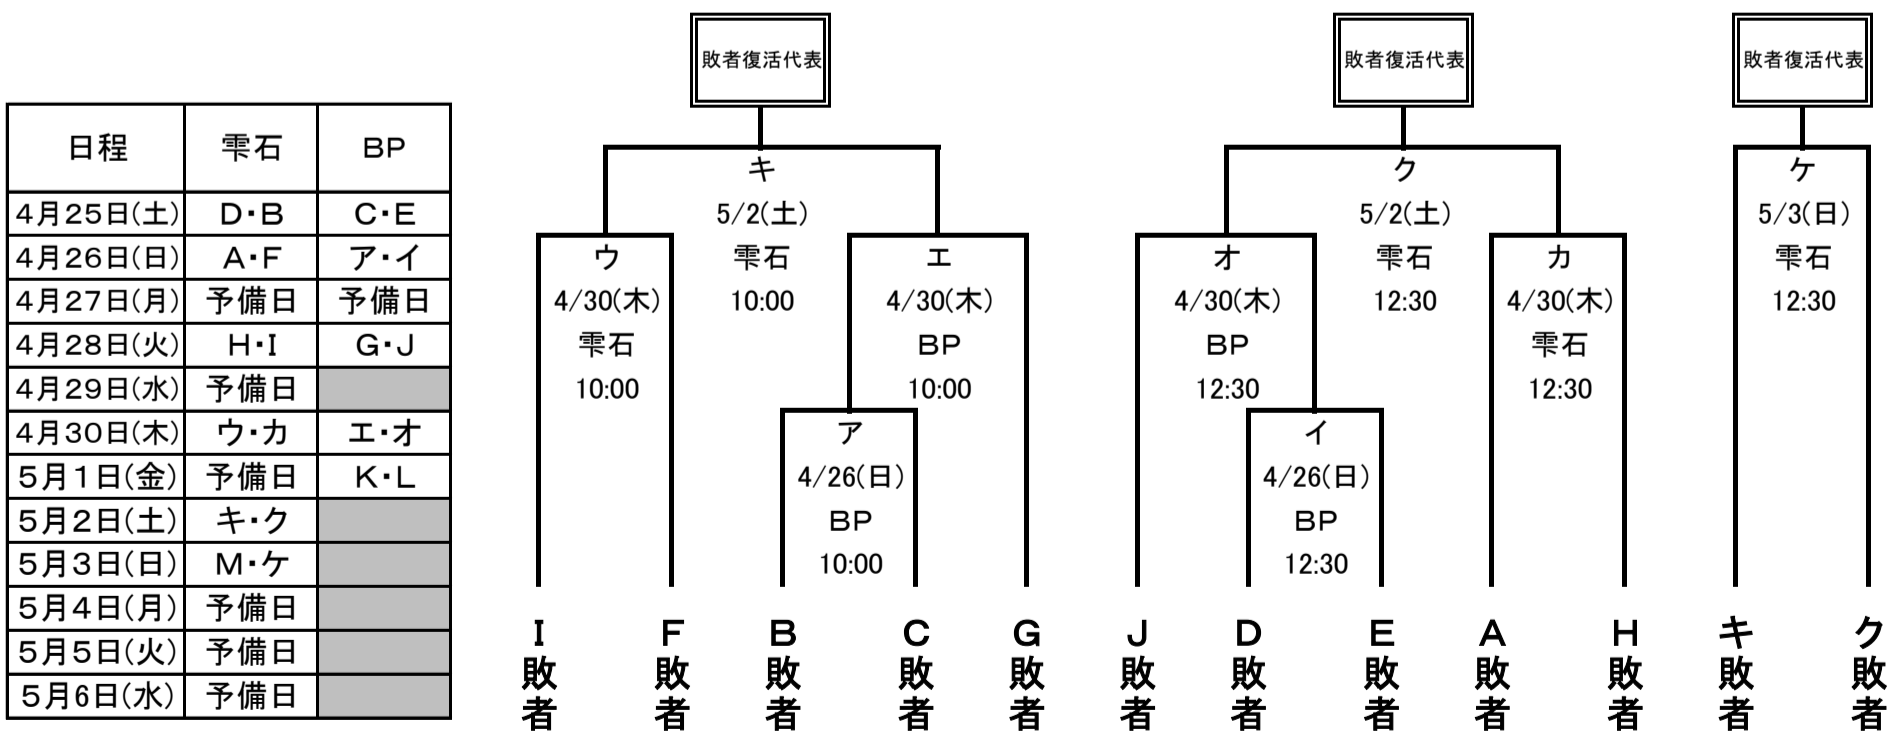 日程 雫石 BP
4月25日(土) D・B C・E
4月26日(日) A・F ア・イ
4月27日(月) 予備日 予備日
4月28日(火) H・I G・J
4月29日(水) 予備日
4月30日(木) ウ・カ エ・オ
5月1日(金) 予備日 K・L
5月2日(土) キ・ク
5月3日(日) M・ケ
5月4日(月) 予備日
5月5日(火) 予備日
5月6日(水) 予備日
敗者復活代表
キ
5/2(土)
雫石
10:00
ウ
4/30(木)
雫石
10:00
エ
4/30(木)
BP
10:00
ア
4/26(日)
BP
10:00
I敗者
F敗者
B敗者
C敗者
G敗者
敗者復活代表
ク
5/2(土)
雫石
12:30
オ
4/30(木)
BP
12:30
カ
4/30(木)
雫石
12:30
イ
4/26(日)
BP
12:30
J敗者
D敗者
E敗者
A敗者
H敗者
敗者復活代表
ケ
5/3(日)
雫石
12:30
キ敗者
ク敗者